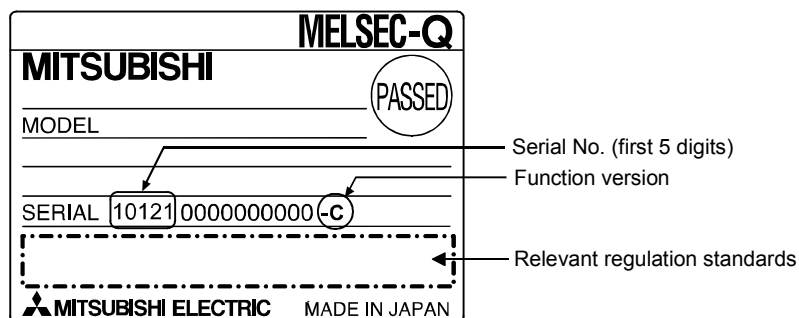 MELSEC-Q
MITSUBISHI
PASSED
MODEL
Serial No. (first 5 digits)
Function version
SERIAL 10121 0000000000 -C
Relevant regulation standards
MITSUBISHI ELECTRIC MADE IN JAPAN